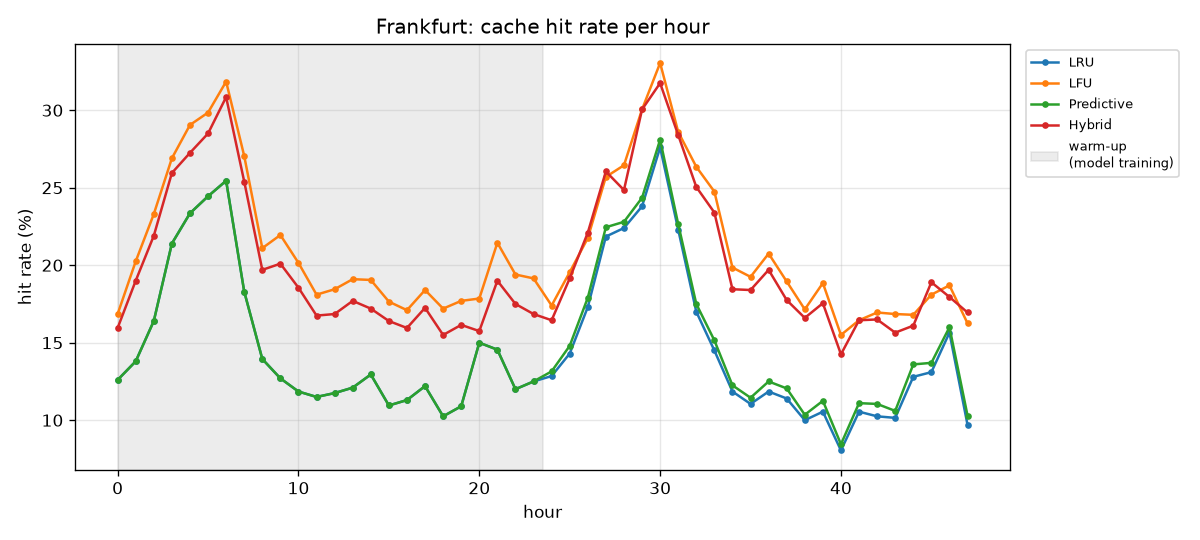 Frankfurt: cache hit rate per hour
LRU
LFU
Predictive
Hybrid
warm-up
(model training)
hit rate (%)
30
25
20
15
10
0 10 20 30 40
hour